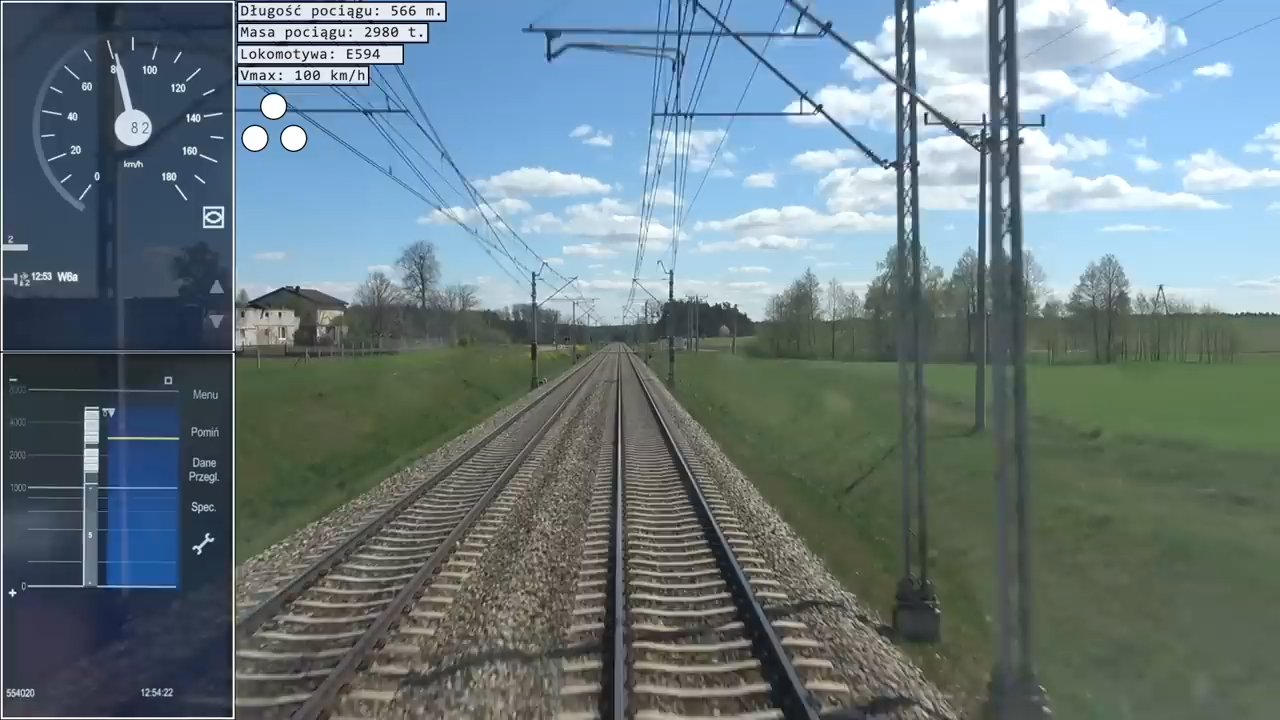 Długość pociągu: 566 m.
Masa pociągu: 2980 t.
Lokomotywa: E594
Vmax: 100 km/h
0
20
40
60
80
100
120
140
160
180
82
km/h
2
12:53 W6a
Menu
Pomiń
Dane
Przegl.
Spec.
4000
2000
1000
0
5
554020
12:54:22